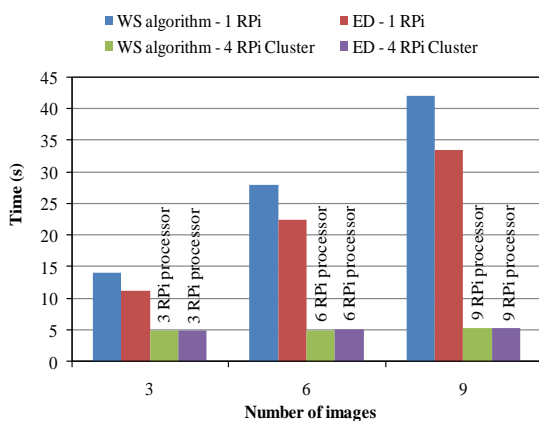 WS algorithm - 1 RPi
ED - 1 RPi
WS algorithm - 4 RPi Cluster
ED - 4 RPi Cluster
45
40
35
30
25
20
15
10
5
0
Time (s)
3 RPi processor
3 RPi processor
6 RPi processor
6 RPi processor
9 RPi processor
9 RPi processor
3
6
9
Number of images